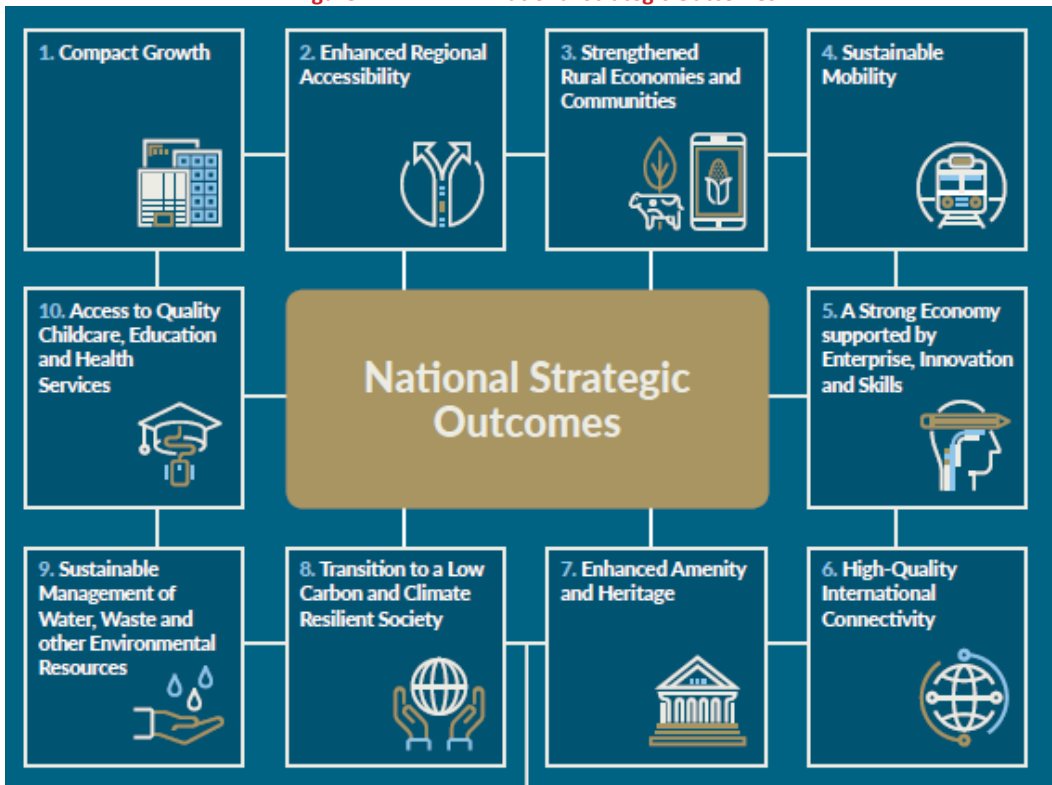 1. Compact Growth
2. Enhanced Regional
Accessibility
3. Strengthened
Rural Economies and
Communities
4. Sustainable
Mobility
10. Access to Quality
Childcare, Education
and Health
Services
National Strategic
Outcomes
5. A Strong Economy
supported by
Enterprise, Innovation
and Skills
9. Sustainable
Management of
Water, Waste and
other Environmental
Resources
8. Transition to a Low
Carbon and Climate
Resilient Society
7. Enhanced Amenity
and Heritage
6. High-Quality
International
Connectivity